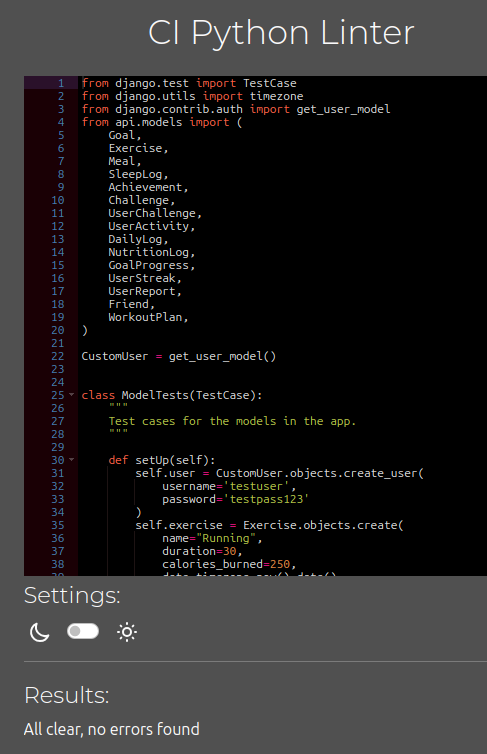 CI Python Linter
1 from django.test import TestCase
2 from django.utils import timezone
3 from django.contrib.auth import get_user_model
4 from api.models import (
5     Goal,
6     Exercise,
7     Meal,
8     SleepLog,
9     Achievement,
10     Challenge,
11     UserChallenge,
12     UserActivity,
13     DailyLog,
14     NutritionLog,
15     GoalProgress,
16     UserStreak,
17     UserReport,
18     Friend,
19     WorkoutPlan,
20 )
21
22 CustomUser = get_user_model()
23
24
25 class ModelTests(TestCase):
26     """
27     Test cases for the models in the app.
28     """
29
30     def setUp(self):
31         self.user = CustomUser.objects.create_user(
32             username='testuser',
33             password='testpass123'
34         )
35         self.exercise = Exercise.objects.create(
36             name="Running",
37             duration=30,
38             calories_burned=250,
39             date=timezone.now().date()
Settings:
Results:
All clear, no errors found